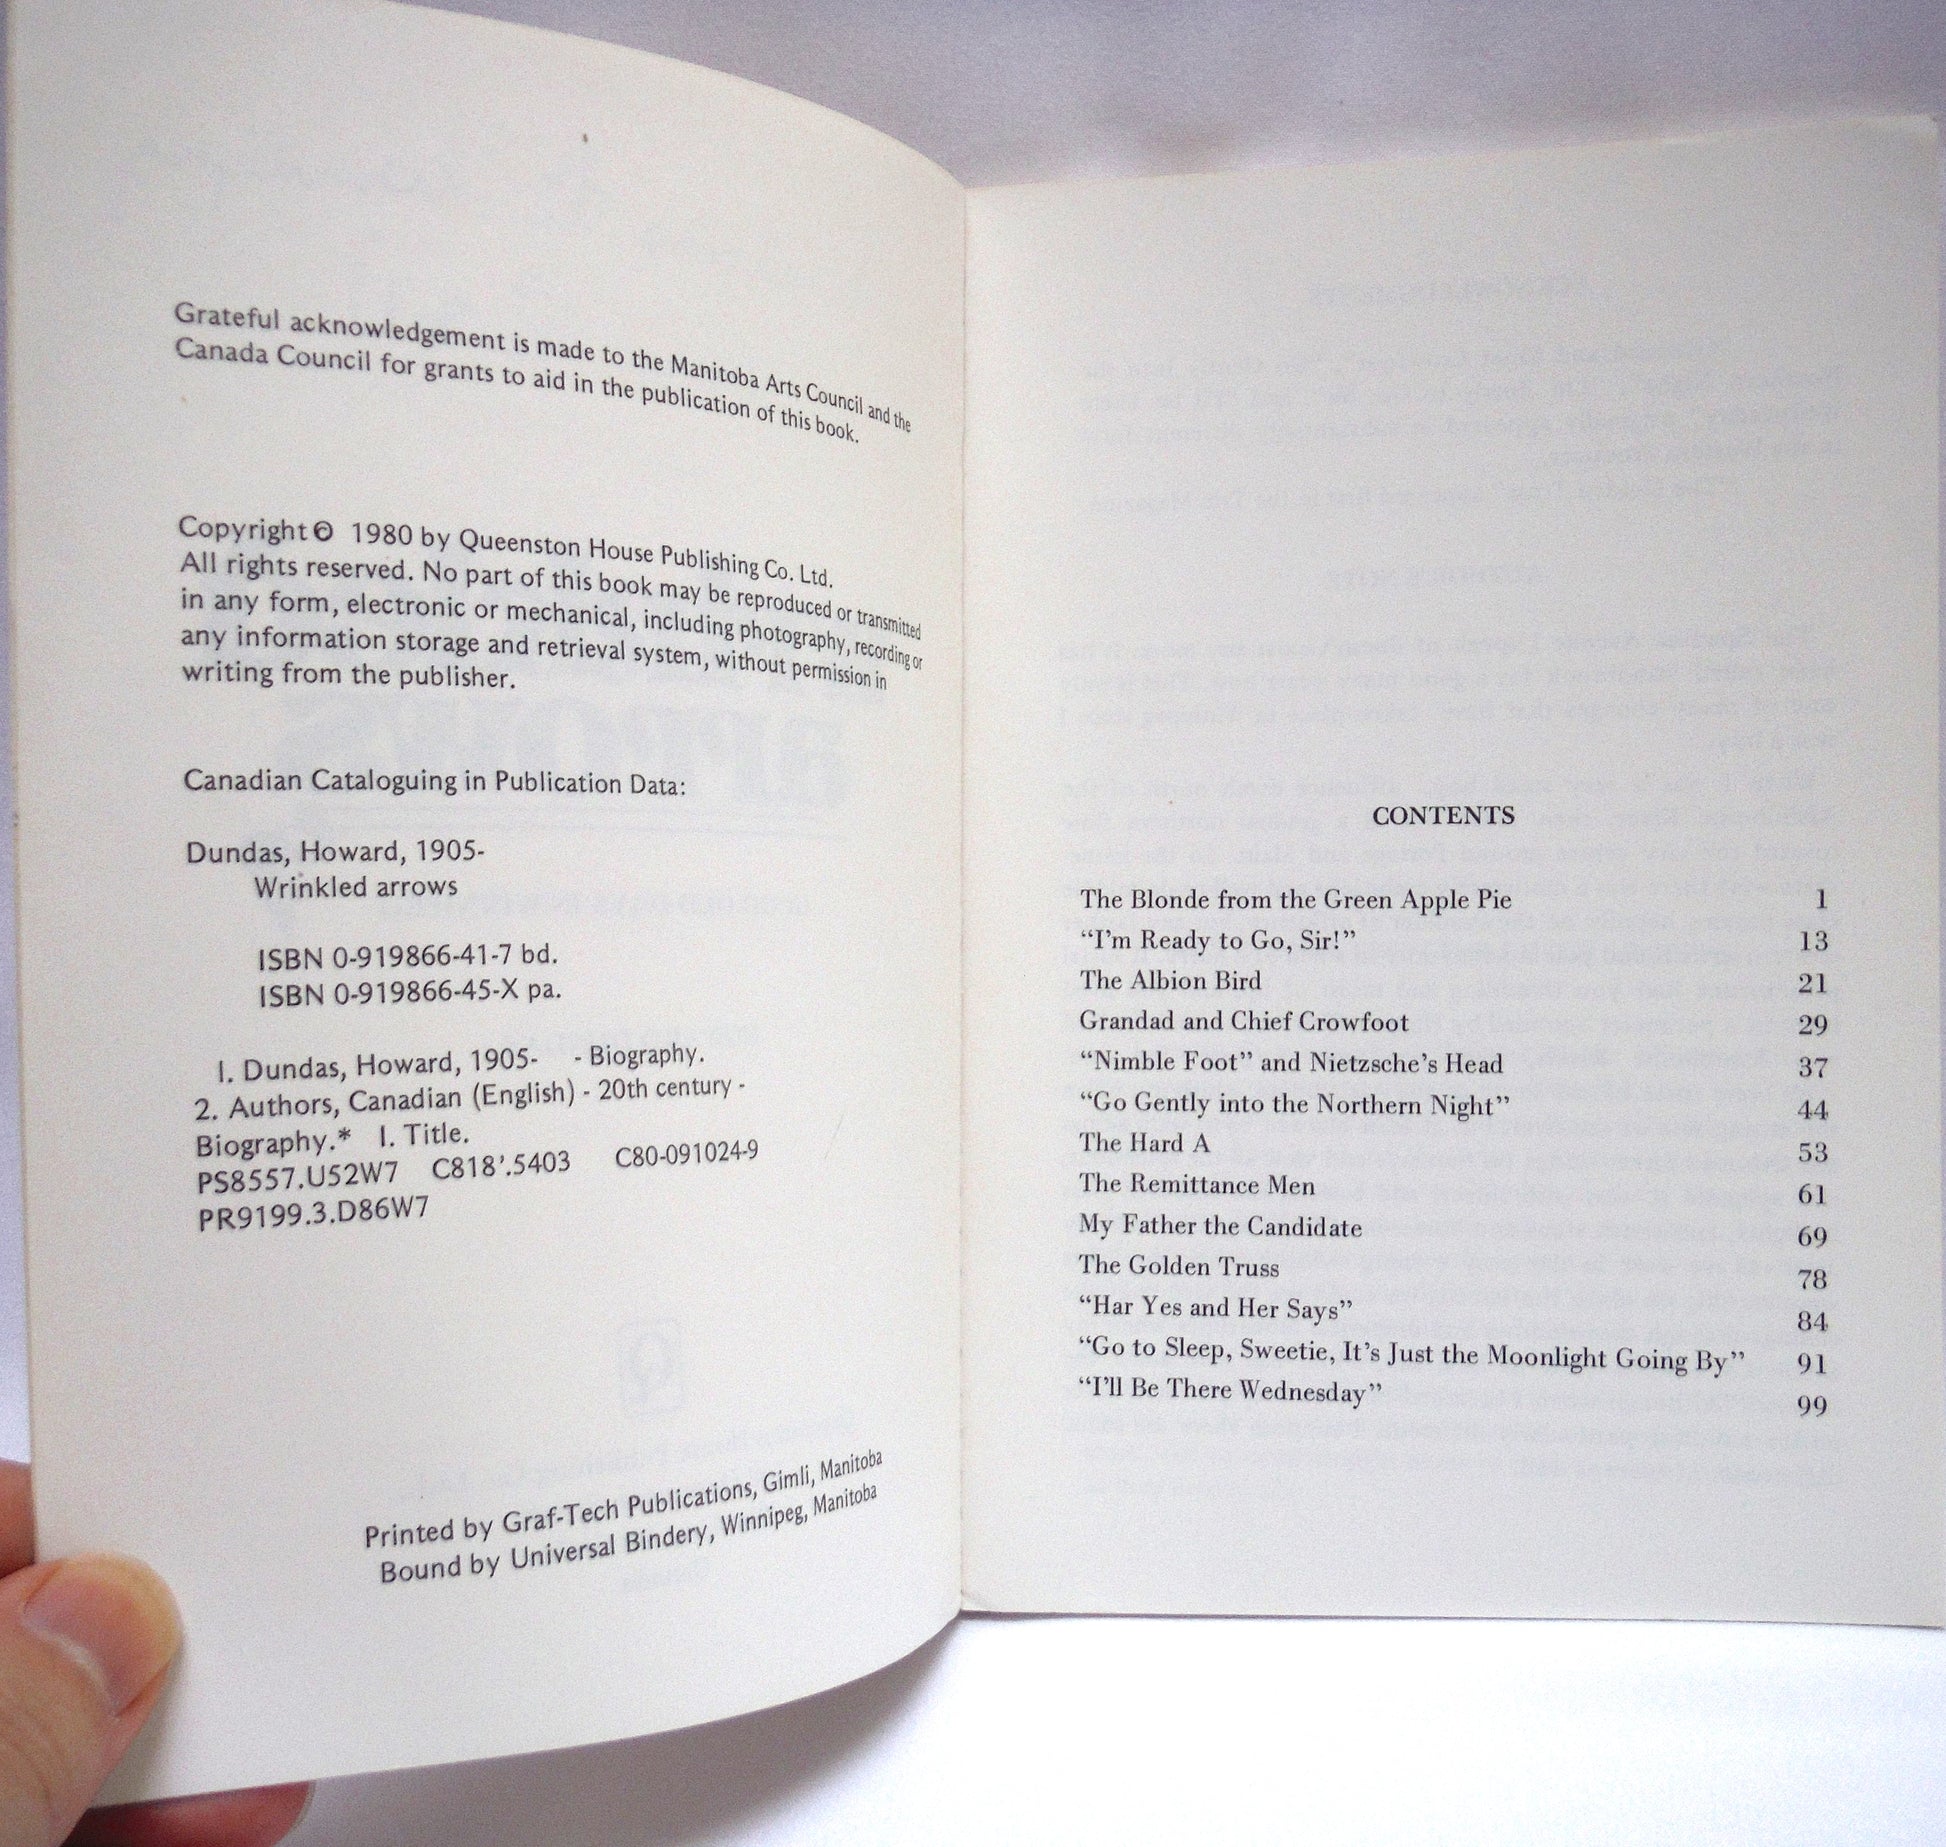 Grateful acknowledgement is made to the Manitoba Arts Council and the
Canada Council for grants to aid in the publication of this book.
Copyright © 1980 by Queenston House Publishing Co. Ltd.
All rights reserved. No part of this book may be reproduced or transmitted
in any form, electronic or mechanical, including photography, recording or
any information storage and retrieval system, without permission in
writing from the publisher.
Canadian Cataloguing in Publication Data:
Dundas, Howard, 1905-
Wrinkled arrows
ISBN 0-919866-41-7 bd.
ISBN 0-919866-45-X pa.
1. Dundas, Howard, 1905- - Biography.
2. Authors, Canadian (English) - 20th century -
Biography.* I. Title.
PS8557.U52W7 C818'.5403 C80-091024-9
PR9199.3.D86W7
Printed by Graf-Tech Publications, Gimli, Manitoba
Bound by Universal Bindery, Winnipeg, Manitoba
CONTENTS
The Blonde from the Green Apple Pie 1
“I’m Ready to Go, Sir!” 13
The Albion Bird 21
Grandad and Chief Crowfoot 29
“Nimble Foot” and Nietzsche’s Head 37
“Go Gently into the Northern Night” 44
The Hard A 53
The Remittance Men 61
My Father the Candidate 69
The Golden Truss 78
“Har Yes and Her Says” 84
“Go to Sleep, Sweetie, It’s Just the Moonlight Going By” 91
“I’ll Be There Wednesday” 99